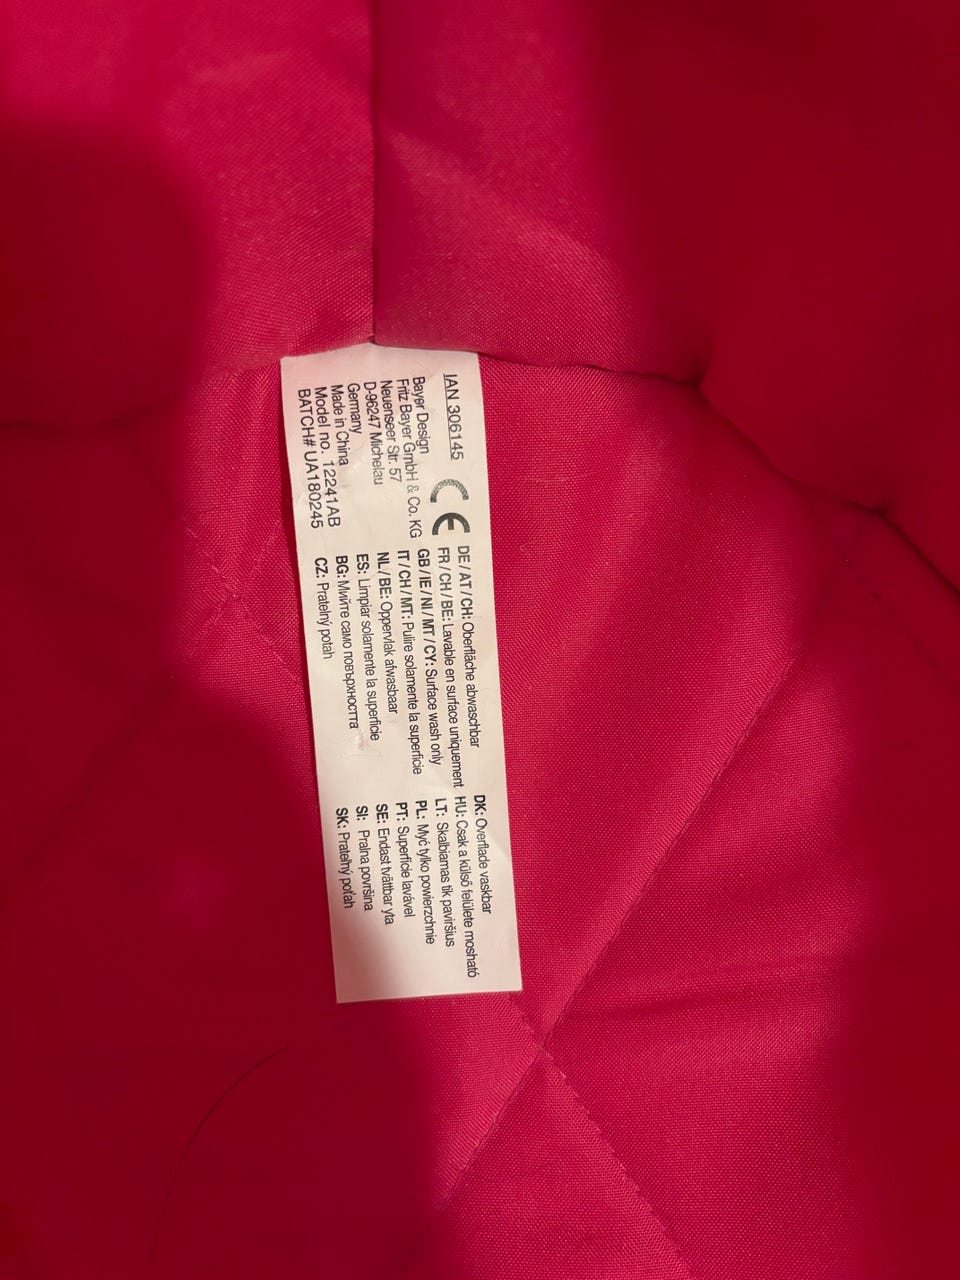 IAN 306145
CE
Bayer Design
Fritz Bayer GmbH & Co. KG
Neuenseer Str. 57
D-96247 Michelau
Germany
Made in China
Model no. 12241AB
BATCH# UA180245
DE / AT / CH: Oberfläche abwaschbar
FR / CH / BE: Lavable en surface uniquement
GB / IE / NI / MT / CY: Surface wash only
IT / CH / MT: Pulire solamente la superficie
NL / BE: Oppervlak afwasbaar
ES: Limpiar solamente la superficie
BG: Мийте само повърхността
CZ: Pratelný potah
DK: Overflade vaskbar
HU: Csak a külső felülete mosható
LT: Skalbiamas tik paviršius
PL: Myć tylko powierzchnie
PT: Superfície lavável
SE: Endast tvättbar yta
SI: Pralna površina
SK: Prateľný poťah